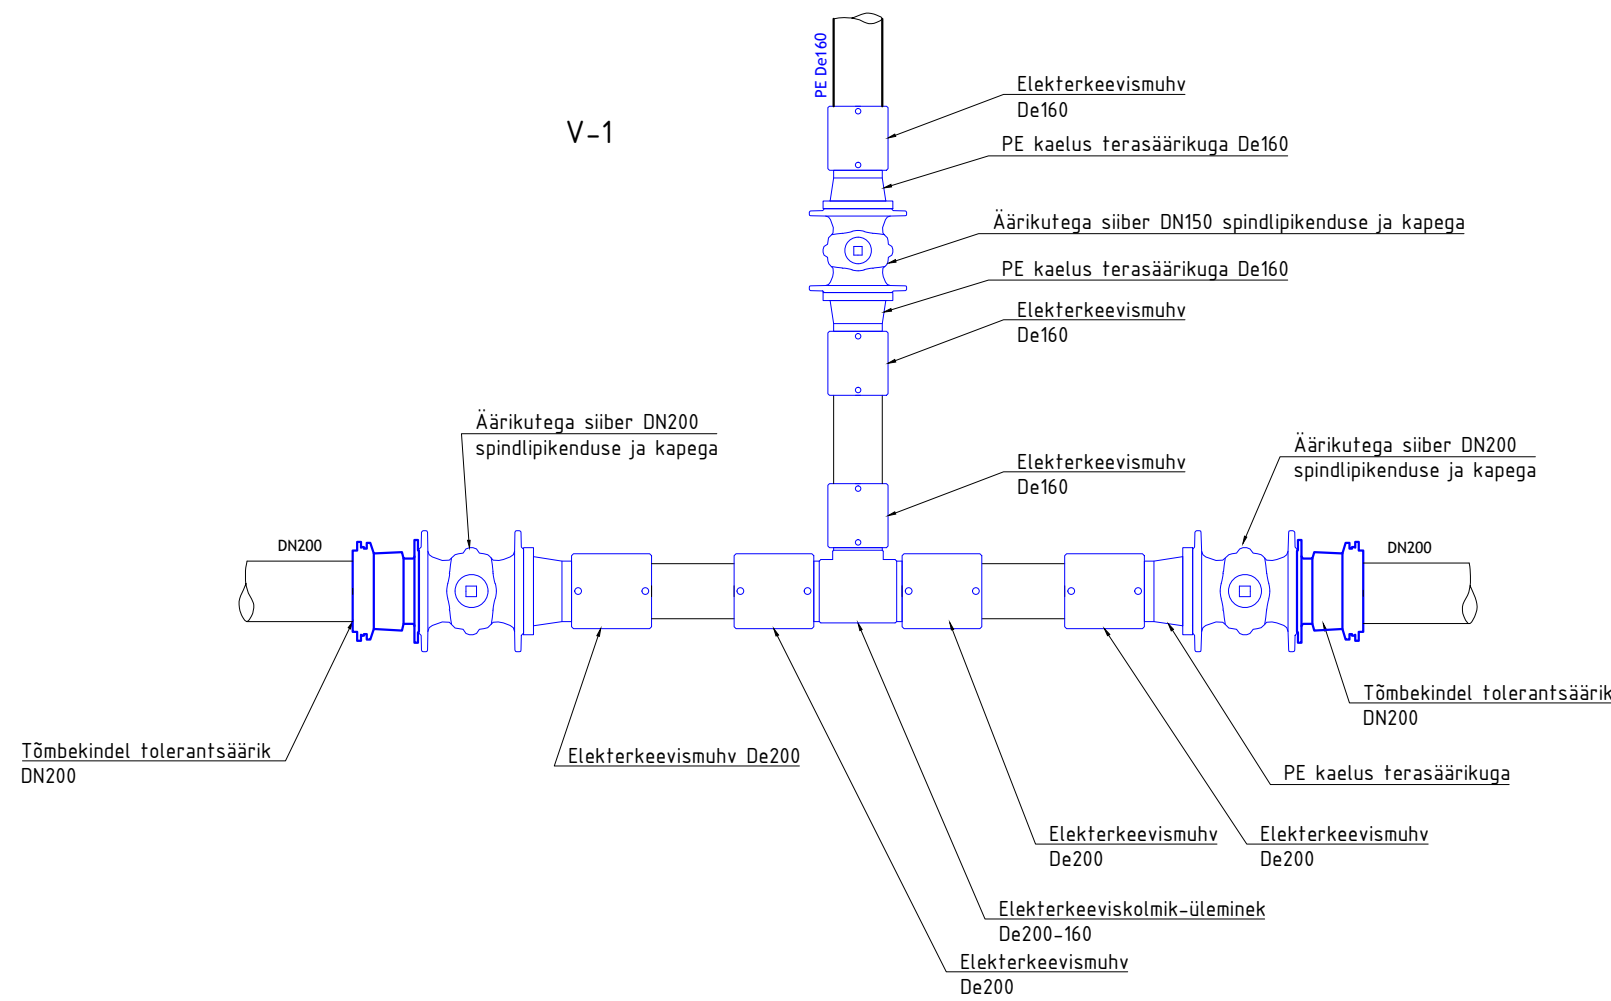 PE De160
Elekterkeevismuhv
De160
V-1
PE kaelus terasäärikuga De160
Äärikutega siiber DN150 spindlipikenduse ja kapega
PE kaelus terasäärikuga De160
Elekterkeevismuhv
De160
Äärikutega siiber DN200
spindlipikenduse ja kapega
Äärikutega siiber DN200
spindlipikenduse ja kapega
Elekterkeevismuhv
De160
DN200
DN200
Tõmbekindel tolerantsäärik
DN200
Tõmbekindel tolerantsäärik
DN200
Elekterkeevismuhv De200
PE kaelus terasäärikuga
Elekterkeevismuhv
De200
Elekterkeevismuhv
De200
Elekterkeeviskolmik-üleminek
De200-160
Elekterkeevismuhv
De200